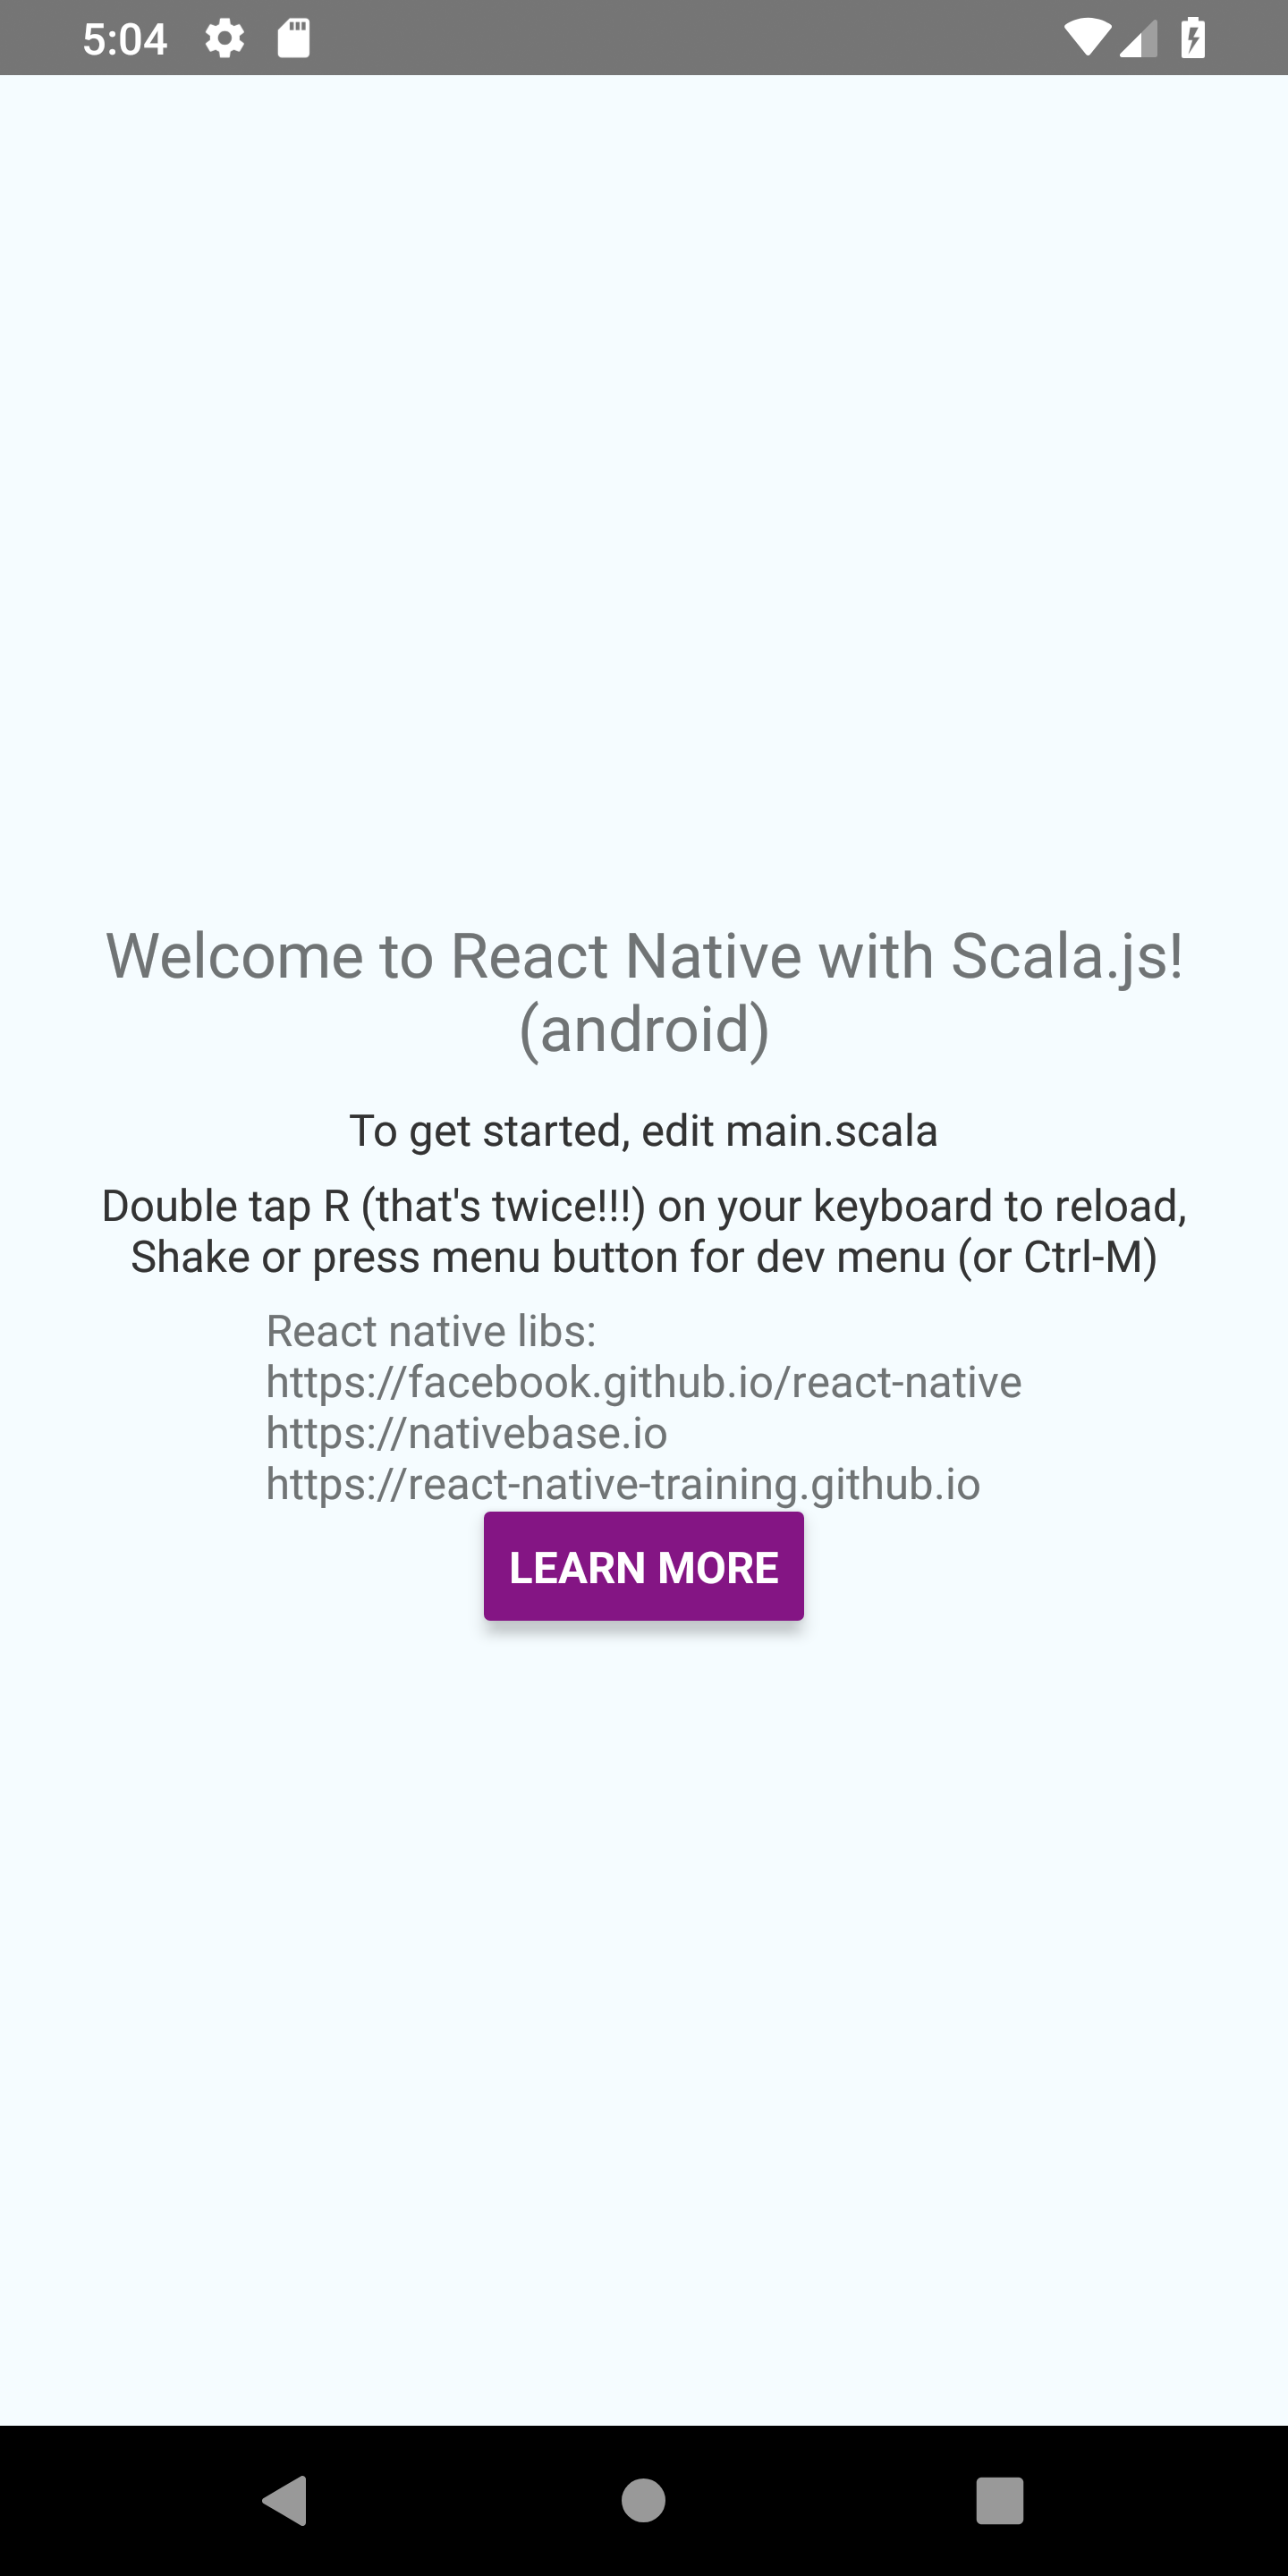 5:04
Welcome to React Native with Scala.js!
(android)
To get started, edit main.scala
Double tap R (that's twice!!!) on your keyboard to reload,
Shake or press menu button for dev menu (or Ctrl-M)
React native libs:
https://facebook.github.io/react-native
https://nativebase.io
https://react-native-training.github.io
LEARN MORE